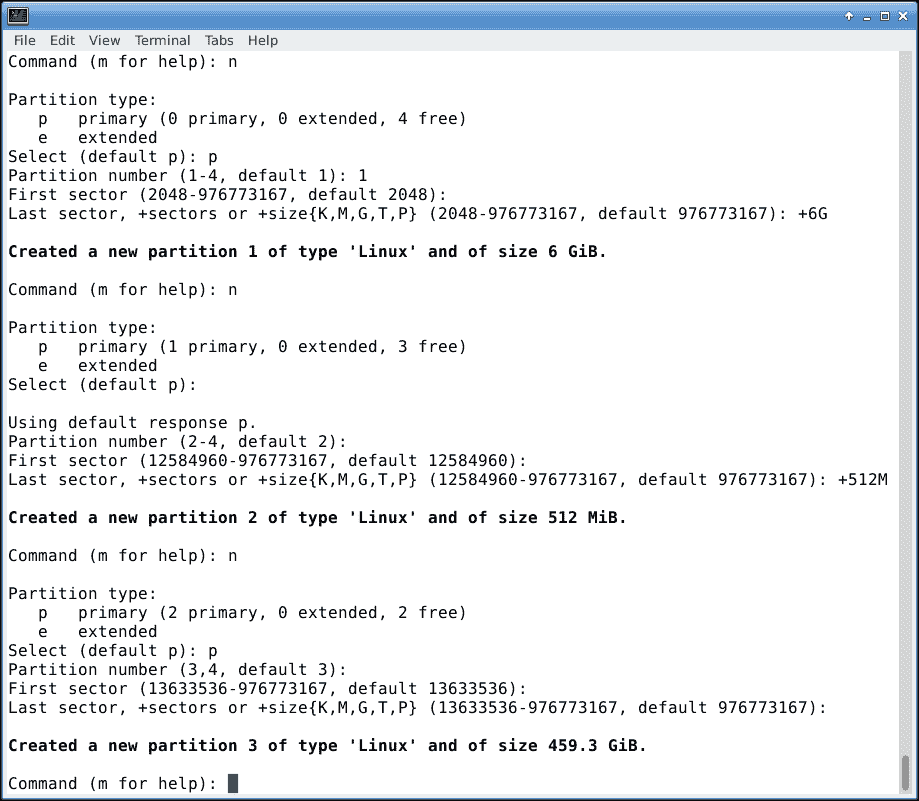 File Edit View Terminal Tabs Help
Command (m for help): n
Partition type:
   p   primary (0 primary, 0 extended, 4 free)
   e   extended
Select (default p): p
Partition number (1-4, default 1): 1
First sector (2048-976773167, default 2048):
Last sector, +sectors or +size{K,M,G,T,P} (2048-976773167, default 976773167): +6G
Created a new partition 1 of type 'Linux' and of size 6 GiB.
Command (m for help): n
Partition type:
   p   primary (1 primary, 0 extended, 3 free)
   e   extended
Select (default p):
Using default response p.
Partition number (2-4, default 2):
First sector (12584960-976773167, default 12584960):
Last sector, +sectors or +size{K,M,G,T,P} (12584960-976773167, default 976773167): +512M
Created a new partition 2 of type 'Linux' and of size 512 MiB.
Command (m for help): n
Partition type:
   p   primary (2 primary, 0 extended, 2 free)
   e   extended
Select (default p): p
Partition number (3,4, default 3):
First sector (13633536-976773167, default 13633536):
Last sector, +sectors or +size{K,M,G,T,P} (13633536-976773167, default 976773167):
Created a new partition 3 of type 'Linux' and of size 459.3 GiB.
Command (m for help):